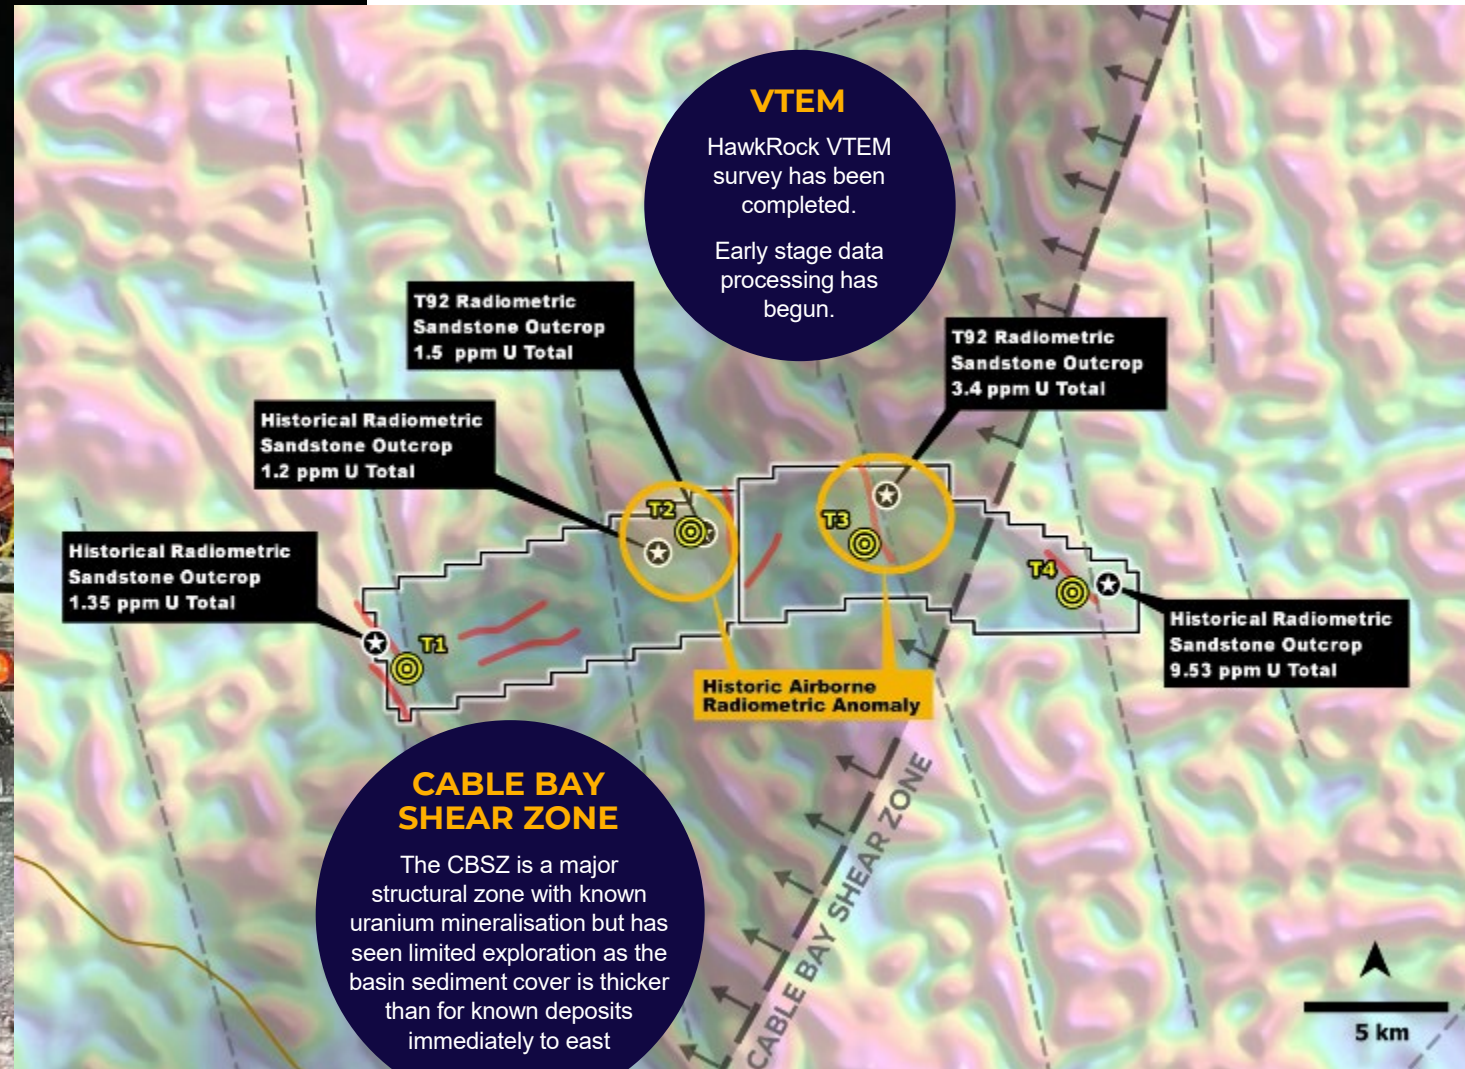 VTEM
HawkRock VTEM
survey has been
completed.
Early stage data
processing has
begun.
T92 Radiometric
Sandstone Outcrop
1.5 ppm U Total
T92 Radiometric
Sandstone Outcrop
3.4 ppm U Total
Historical Radiometric
Sandstone Outcrop
1.2 ppm U Total
Historical Radiometric
Sandstone Outcrop
1.35 ppm U Total
T2
T3
T4
T1
Historical Radiometric
Sandstone Outcrop
9.53 ppm U Total
Historic Airborne
Radiometric Anomaly
CABLE BAY
SHEAR ZONE
The CBSZ is a major
structural zone with known
uranium mineralisation but has
seen limited exploration as the
basin sediment cover is thicker
than for known deposits
immediately to east
CABLE BAY SHEAR ZONE
5 km